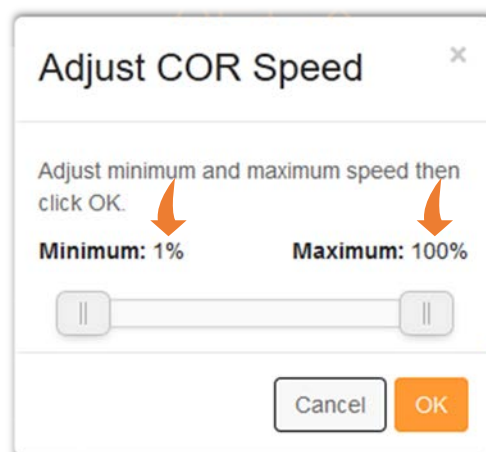 Adjust COR Speed ×
Adjust minimum and maximum speed then
click OK.
Minimum: 1% Maximum: 100%
Cancel OK